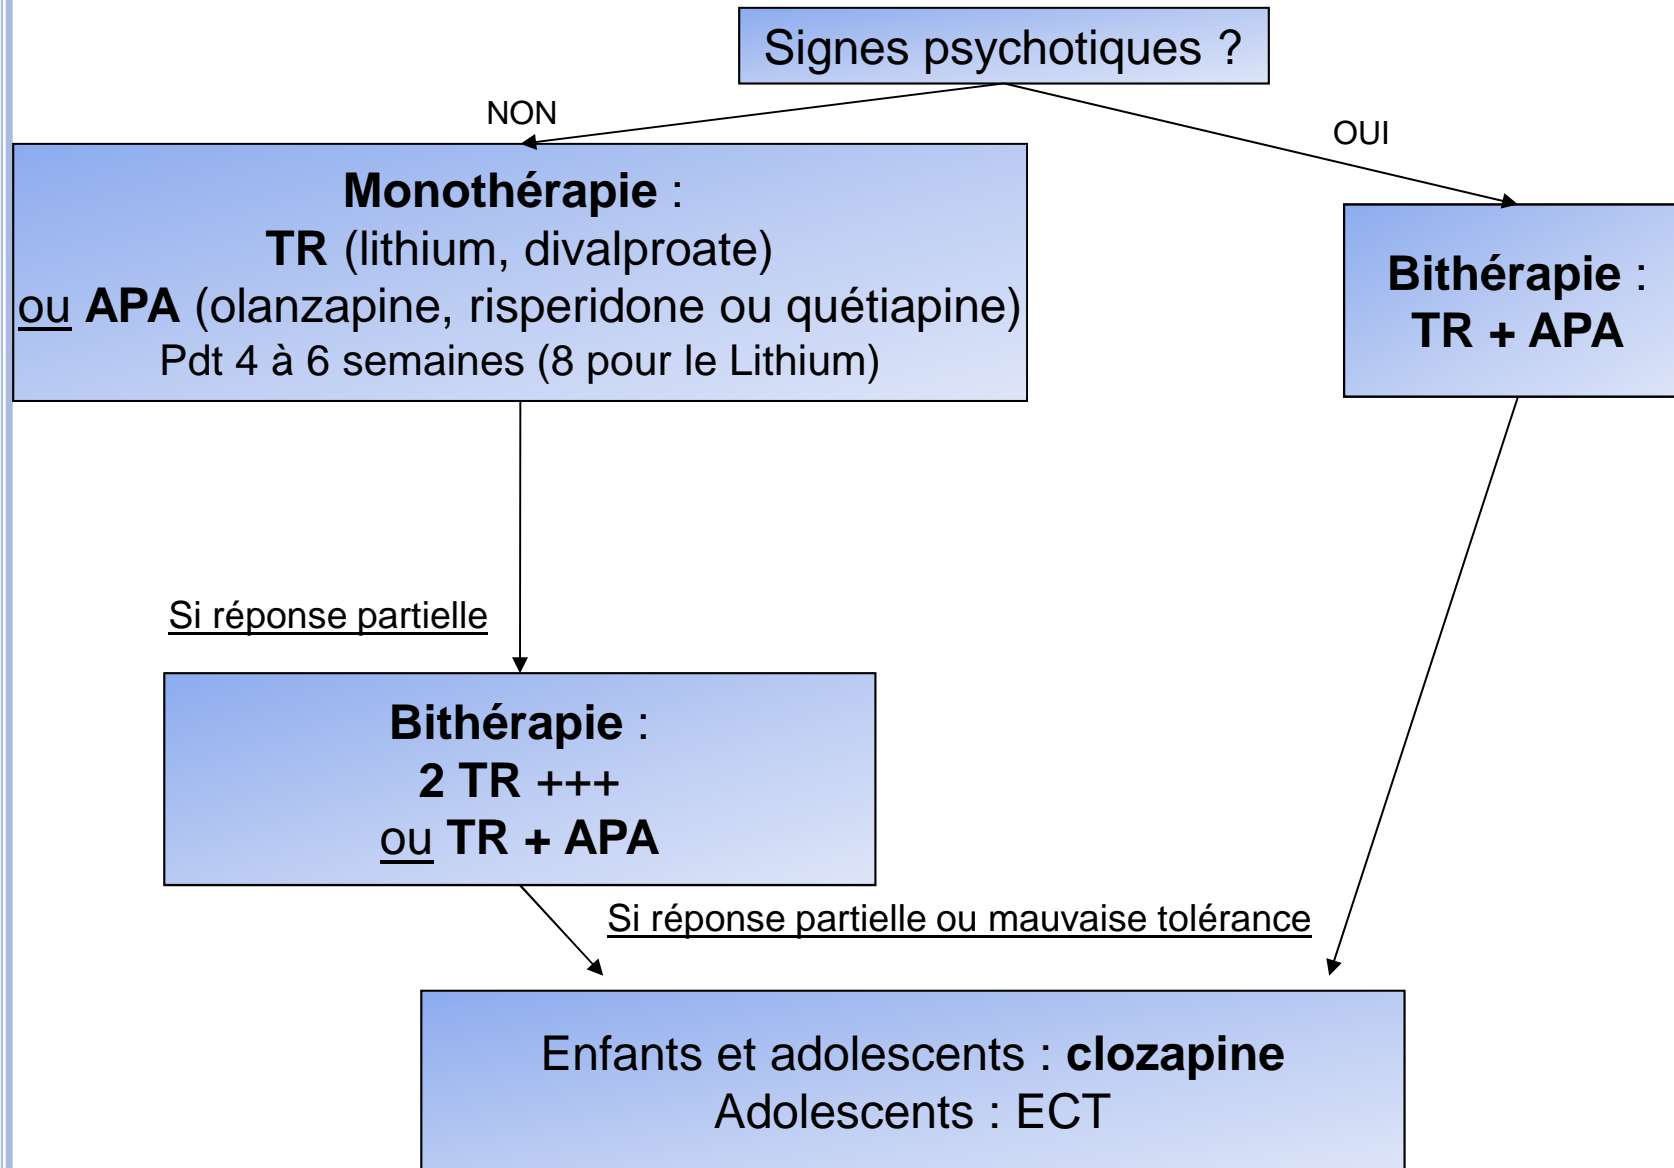 Signes psychotiques ?
NON
OUI
Monothérapie :
TR (lithium, divalproate)
ou APA (olanzapine, risperidone ou quétiapine)
Pdt 4 à 6 semaines (8 pour le Lithium)
Bithérapie :
TR + APA
Si réponse partielle
Bithérapie :
2 TR +++
ou TR + APA
Si réponse partielle ou mauvaise tolérance
Enfants et adolescents : clozapine
Adolescents : ECT